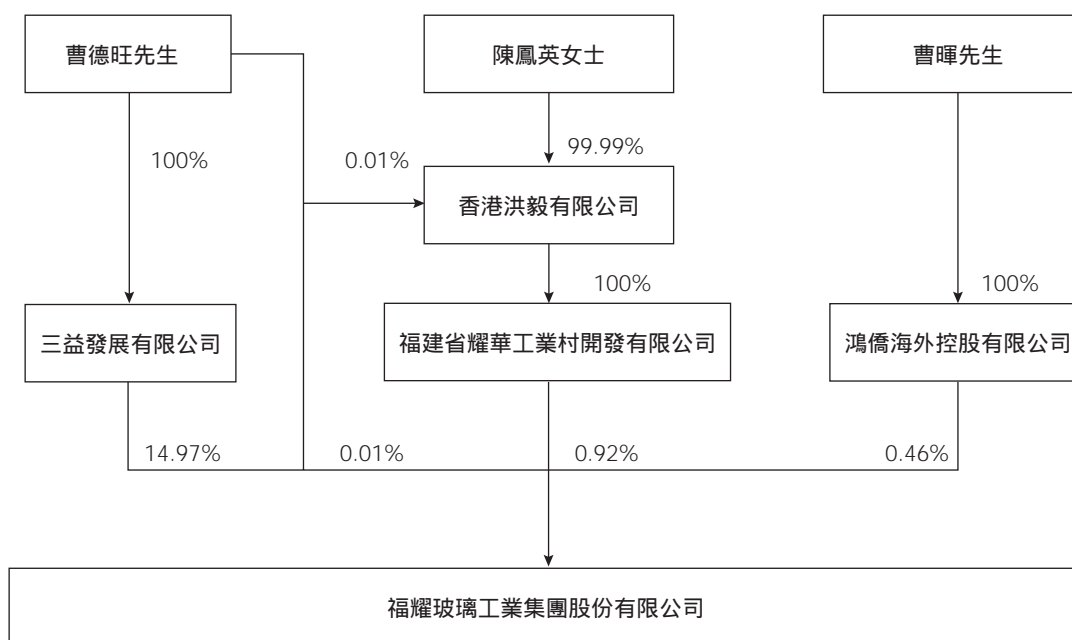 曹德旺先生
陳鳳英女士
曹暉先生
100%
0.01%
99.99%
香港洪毅有限公司
100%
100%
三益發展有限公司
福建省耀華工業村開發有限公司
鴻僑海外控股有限公司
14.97%
0.01%
0.92%
0.46%
福耀玻璃工業集團股份有限公司